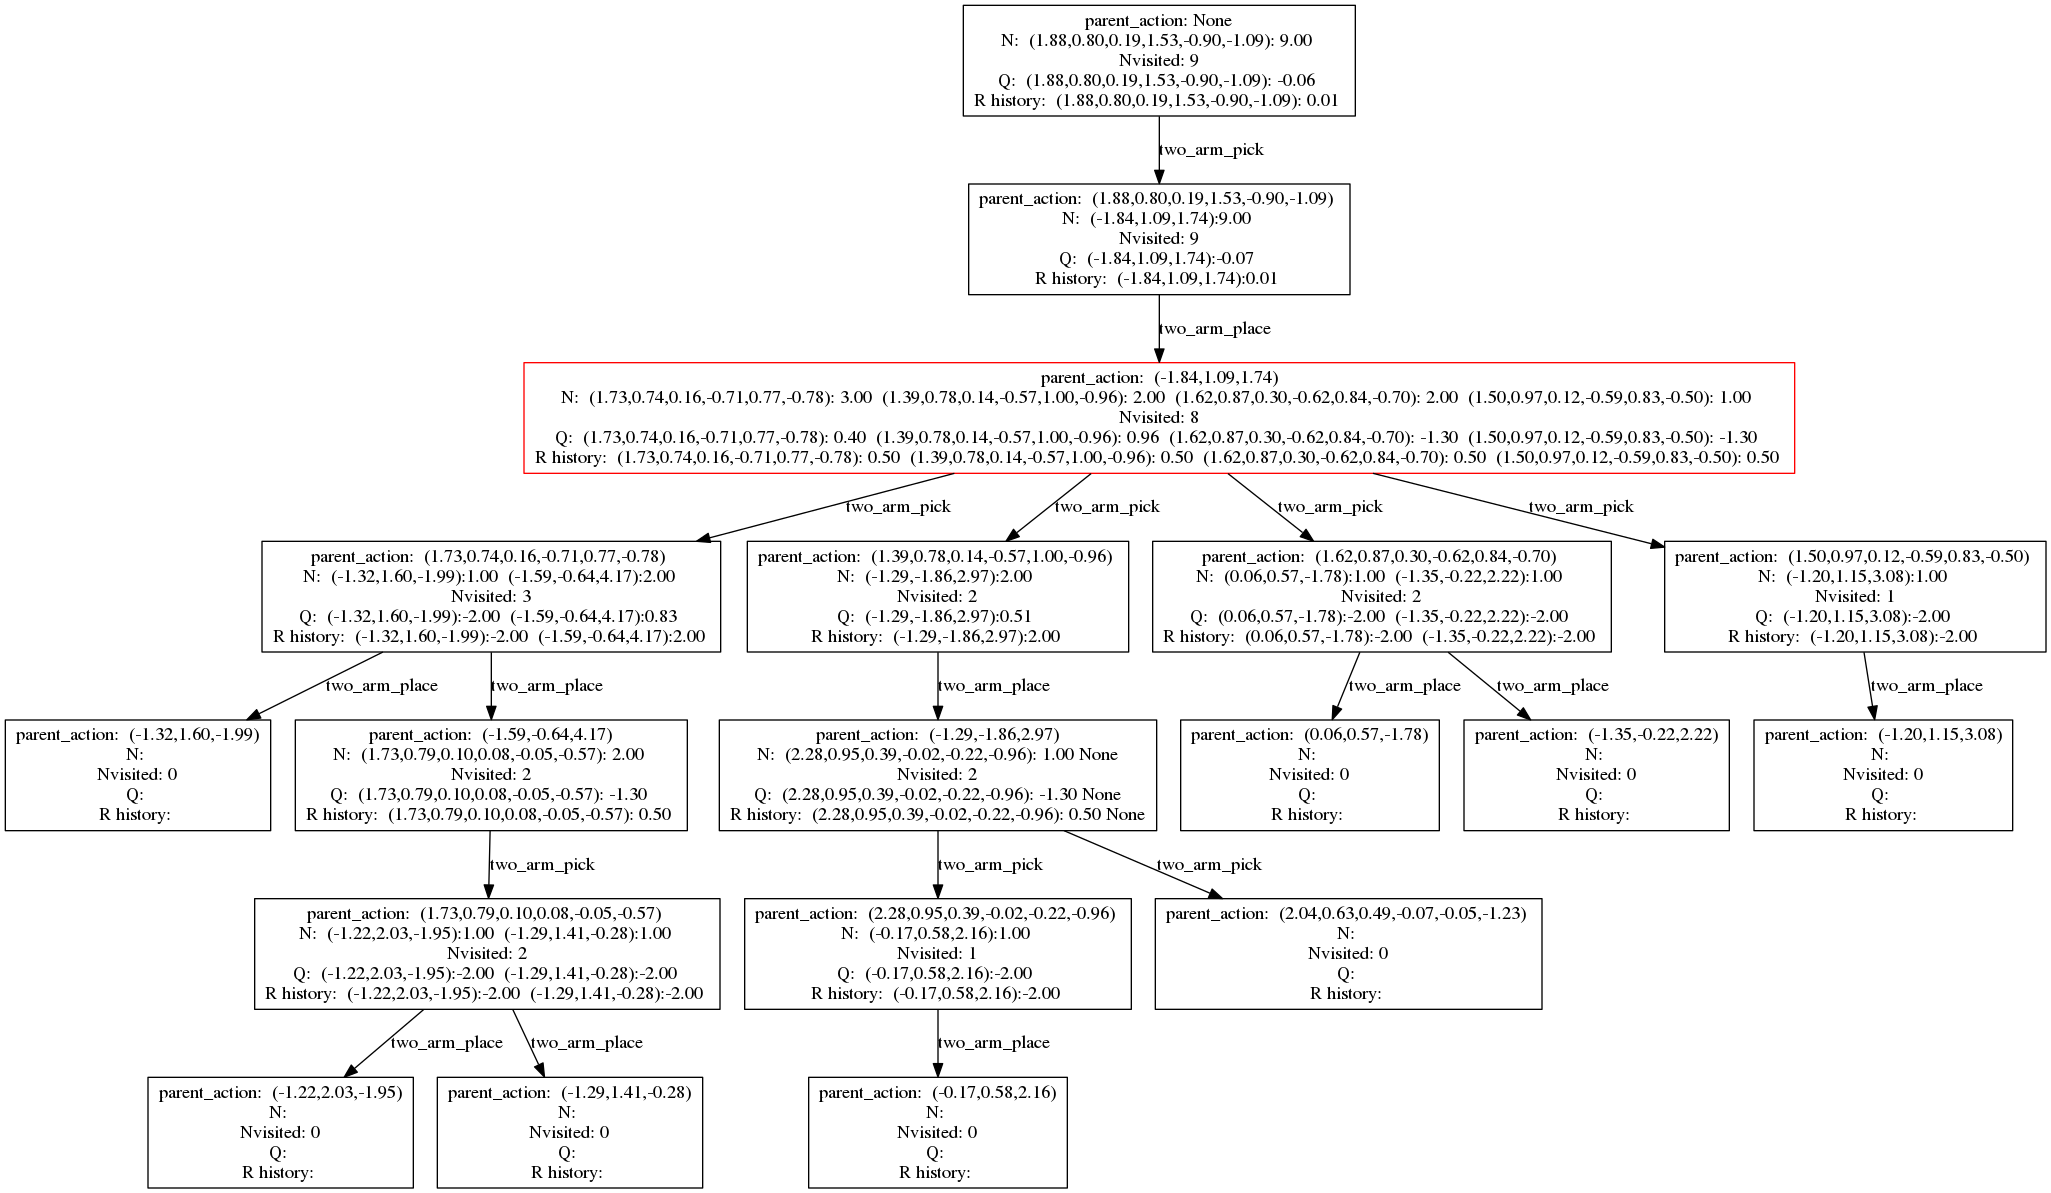 parent_action: None
N: (1.88,0.80,0.19,1.53,-0.90,-1.09): 9.00
Nvisited: 9
Q: (1.88,0.80,0.19,1.53,-0.90,-1.09): -0.06
R history: (1.88,0.80,0.19,1.53,-0.90,-1.09): 0.01
two_arm_pick
parent_action: (1.88,0.80,0.19,1.53,-0.90,-1.09)
N: (-1.84,1.09,1.74):9.00
Nvisited: 9
Q: (-1.84,1.09,1.74):-0.07
R history: (-1.84,1.09,1.74):0.01
two_arm_place
parent_action: (-1.84,1.09,1.74)
N: (1.73,0.74,0.16,-0.71,0.77,-0.78): 3.00 (1.39,0.78,0.14,-0.57,1.00,-0.96): 2.00 (1.62,0.87,0.30,-0.62,0.84,-0.70): 2.00 (1.50,0.97,0.12,-0.59,0.83,-0.50): 1.00
Nvisited: 8
Q: (1.73,0.74,0.16,-0.71,0.77,-0.78): 0.40 (1.39,0.78,0.14,-0.57,1.00,-0.96): 0.96 (1.62,0.87,0.30,-0.62,0.84,-0.70): -1.30 (1.50,0.97,0.12,-0.59,0.83,-0.50): -1.30
R history: (1.73,0.74,0.16,-0.71,0.77,-0.78): 0.50 (1.39,0.78,0.14,-0.57,1.00,-0.96): 0.50 (1.62,0.87,0.30,-0.62,0.84,-0.70): 0.50 (1.50,0.97,0.12,-0.59,0.83,-0.50): 0.50
two_arm_pick
two_arm_pick
two_arm_pick
two_arm_pick
parent_action: (1.73,0.74,0.16,-0.71,0.77,-0.78)
N: (-1.32,1.60,-1.99):1.00 (-1.59,-0.64,4.17):2.00
Nvisited: 3
Q: (-1.32,1.60,-1.99):-2.00 (-1.59,-0.64,4.17):0.83
R history: (-1.32,1.60,-1.99):-2.00 (-1.59,-0.64,4.17):2.00
parent_action: (1.39,0.78,0.14,-0.57,1.00,-0.96)
N: (-1.29,-1.86,2.97):2.00
Nvisited: 2
Q: (-1.29,-1.86,2.97):0.51
R history: (-1.29,-1.86,2.97):2.00
parent_action: (1.62,0.87,0.30,-0.62,0.84,-0.70)
N: (0.06,0.57,-1.78):1.00 (-1.35,-0.22,2.22):1.00
Nvisited: 2
Q: (0.06,0.57,-1.78):-2.00 (-1.35,-0.22,2.22):-2.00
R history: (0.06,0.57,-1.78):-2.00 (-1.35,-0.22,2.22):-2.00
parent_action: (1.50,0.97,0.12,-0.59,0.83,-0.50)
N: (-1.20,1.15,3.08):1.00
Nvisited: 1
Q: (-1.20,1.15,3.08):-2.00
R history: (-1.20,1.15,3.08):-2.00
two_arm_place
two_arm_place
two_arm_place
two_arm_place
two_arm_place
two_arm_place
parent_action: (-1.32,1.60,-1.99)
N:
Nvisited: 0
Q:
R history:
parent_action: (-1.59,-0.64,4.17)
N: (1.73,0.79,0.10,0.08,-0.05,-0.57): 2.00
Nvisited: 2
Q: (1.73,0.79,0.10,0.08,-0.05,-0.57): -1.30
R history: (1.73,0.79,0.10,0.08,-0.05,-0.57): 0.50
parent_action: (-1.29,-1.86,2.97)
N: (2.28,0.95,0.39,-0.02,-0.22,-0.96): 1.00 None
Nvisited: 2
Q: (2.28,0.95,0.39,-0.02,-0.22,-0.96): -1.30 None
R history: (2.28,0.95,0.39,-0.02,-0.22,-0.96): 0.50 None
parent_action: (0.06,0.57,-1.78)
N:
Nvisited: 0
Q:
R history:
parent_action: (-1.35,-0.22,2.22)
N:
Nvisited: 0
Q:
R history:
parent_action: (-1.20,1.15,3.08)
N:
Nvisited: 0
Q:
R history:
two_arm_pick
two_arm_pick
two_arm_pick
parent_action: (1.73,0.79,0.10,0.08,-0.05,-0.57)
N: (-1.22,2.03,-1.95):1.00 (-1.29,1.41,-0.28):1.00
Nvisited: 2
Q: (-1.22,2.03,-1.95):-2.00 (-1.29,1.41,-0.28):-2.00
R history: (-1.22,2.03,-1.95):-2.00 (-1.29,1.41,-0.28):-2.00
parent_action: (2.28,0.95,0.39,-0.02,-0.22,-0.96)
N: (-0.17,0.58,2.16):1.00
Nvisited: 1
Q: (-0.17,0.58,2.16):-2.00
R history: (-0.17,0.58,2.16):-2.00
parent_action: (2.04,0.63,0.49,-0.07,-0.05,-1.23)
N:
Nvisited: 0
Q:
R history:
two_arm_place
two_arm_place
two_arm_place
parent_action: (-1.22,2.03,-1.95)
N:
Nvisited: 0
Q:
R history:
parent_action: (-1.29,1.41,-0.28)
N:
Nvisited: 0
Q:
R history:
parent_action: (-0.17,0.58,2.16)
N:
Nvisited: 0
Q:
R history: